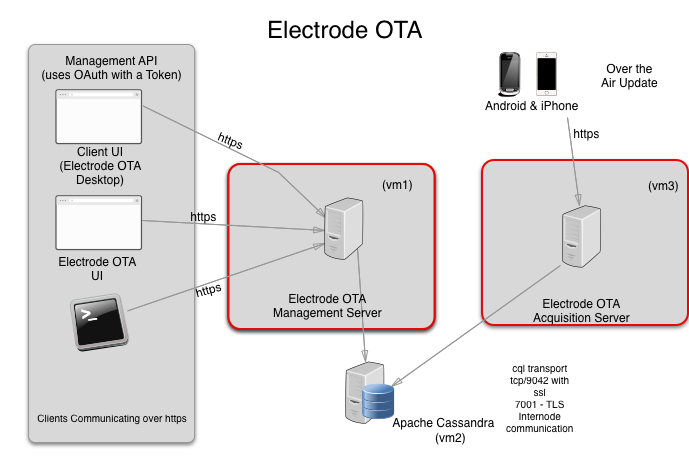 Electrode OTA
Management API
(uses OAuth with a Token)
Client UI
(Electrode OTA
Desktop)
Electrode OTA
UI
>_
Clients Communicating over https
https
https
https
(vm1)
Electrode OTA
Management Server
Android & iPhone
Over the
Air Update
https
(vm3)
Electrode OTA
Acquisition Server
Apache Cassandra
(vm2)
cql transport
tcp/9042 with
ssl
7001 - TLS
Internode
communication